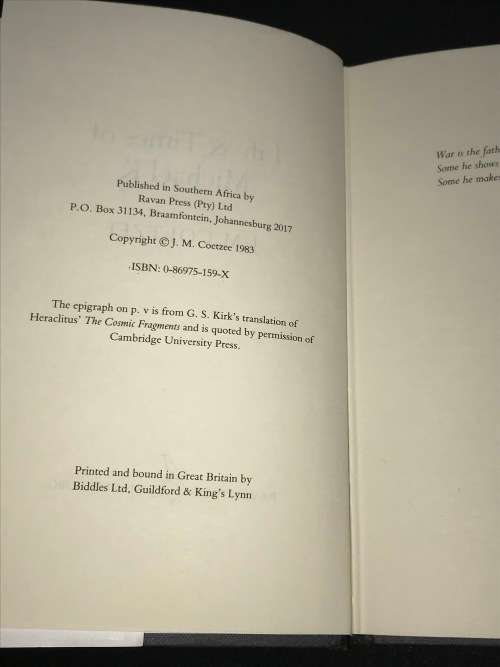 Published in Southern Africa by
Ravan Press (Pty) Ltd
P.O. Box 31134, Braamfontein, Johannesburg 2017
Copyright © J. M. Coetzee 1983
ISBN: 0-86975-159-X
The epigraph on p. v is from G. S. Kirk's translation of
Heraclitus' The Cosmic Fragments and is quoted by permission of
Cambridge University Press.
Printed and bound in Great Britain by
Biddles Ltd, Guildford & King's Lynn
War is the fath
Some he shows
Some he makes